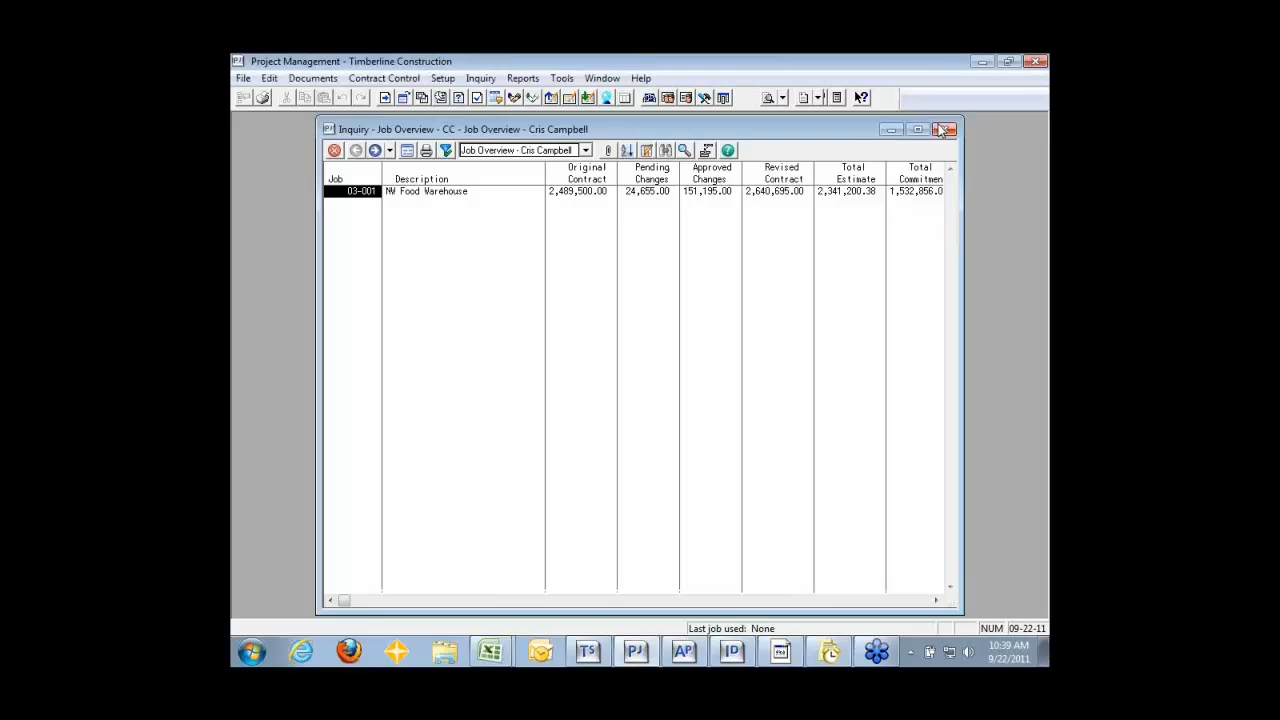 Project Management - Timberline Construction
File Edit Documents Contract Control Setup Inquiry Reports Tools Window Help
Inquiry - Job Overview - CC - Job Overview - Cris Campbell
Job Overview - Cris Campbell
Original Pending Approved Revised Total Total
Job Description Contract Changes Changes Contract Estimate Commitmen
03-001 NW Food Warehouse 2,489,500.00 24,655.00 151,195.00 2,640,695.00 2,341,200.38 1,532,856.0
Last job used: None NUM 09-22-11
TS PJ AP ID
10:39 AM
9/22/2011